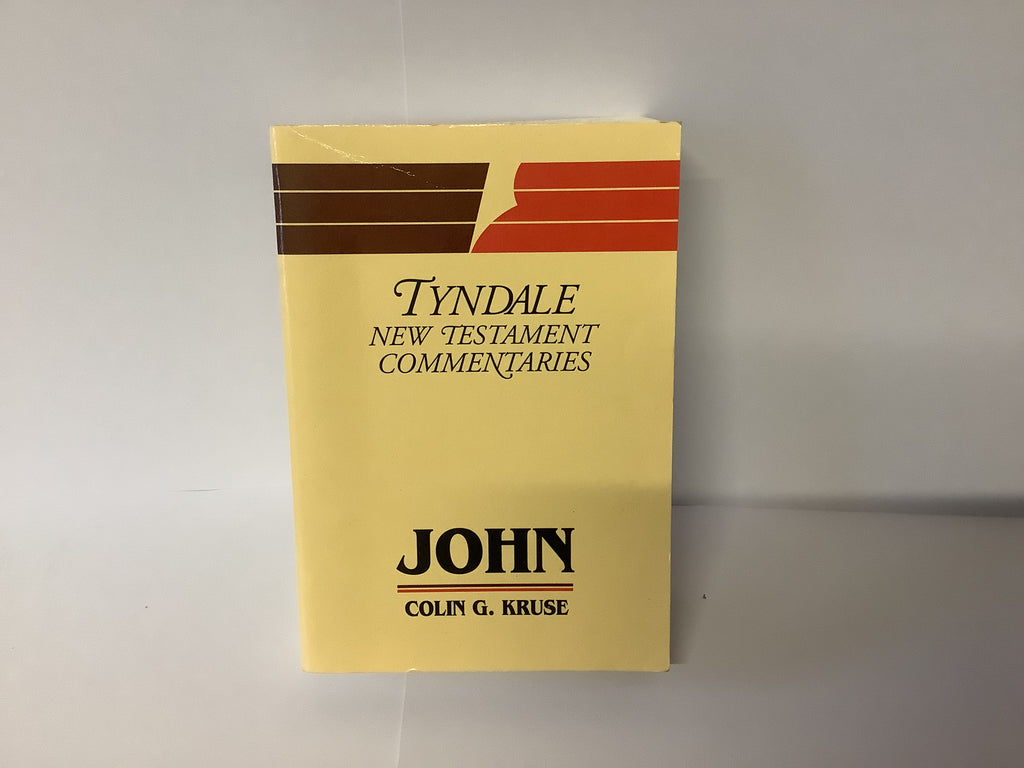 TYNDALE
NEW TESTAMENT
COMMENTARIES
JOHN
COLIN G. KRUSE